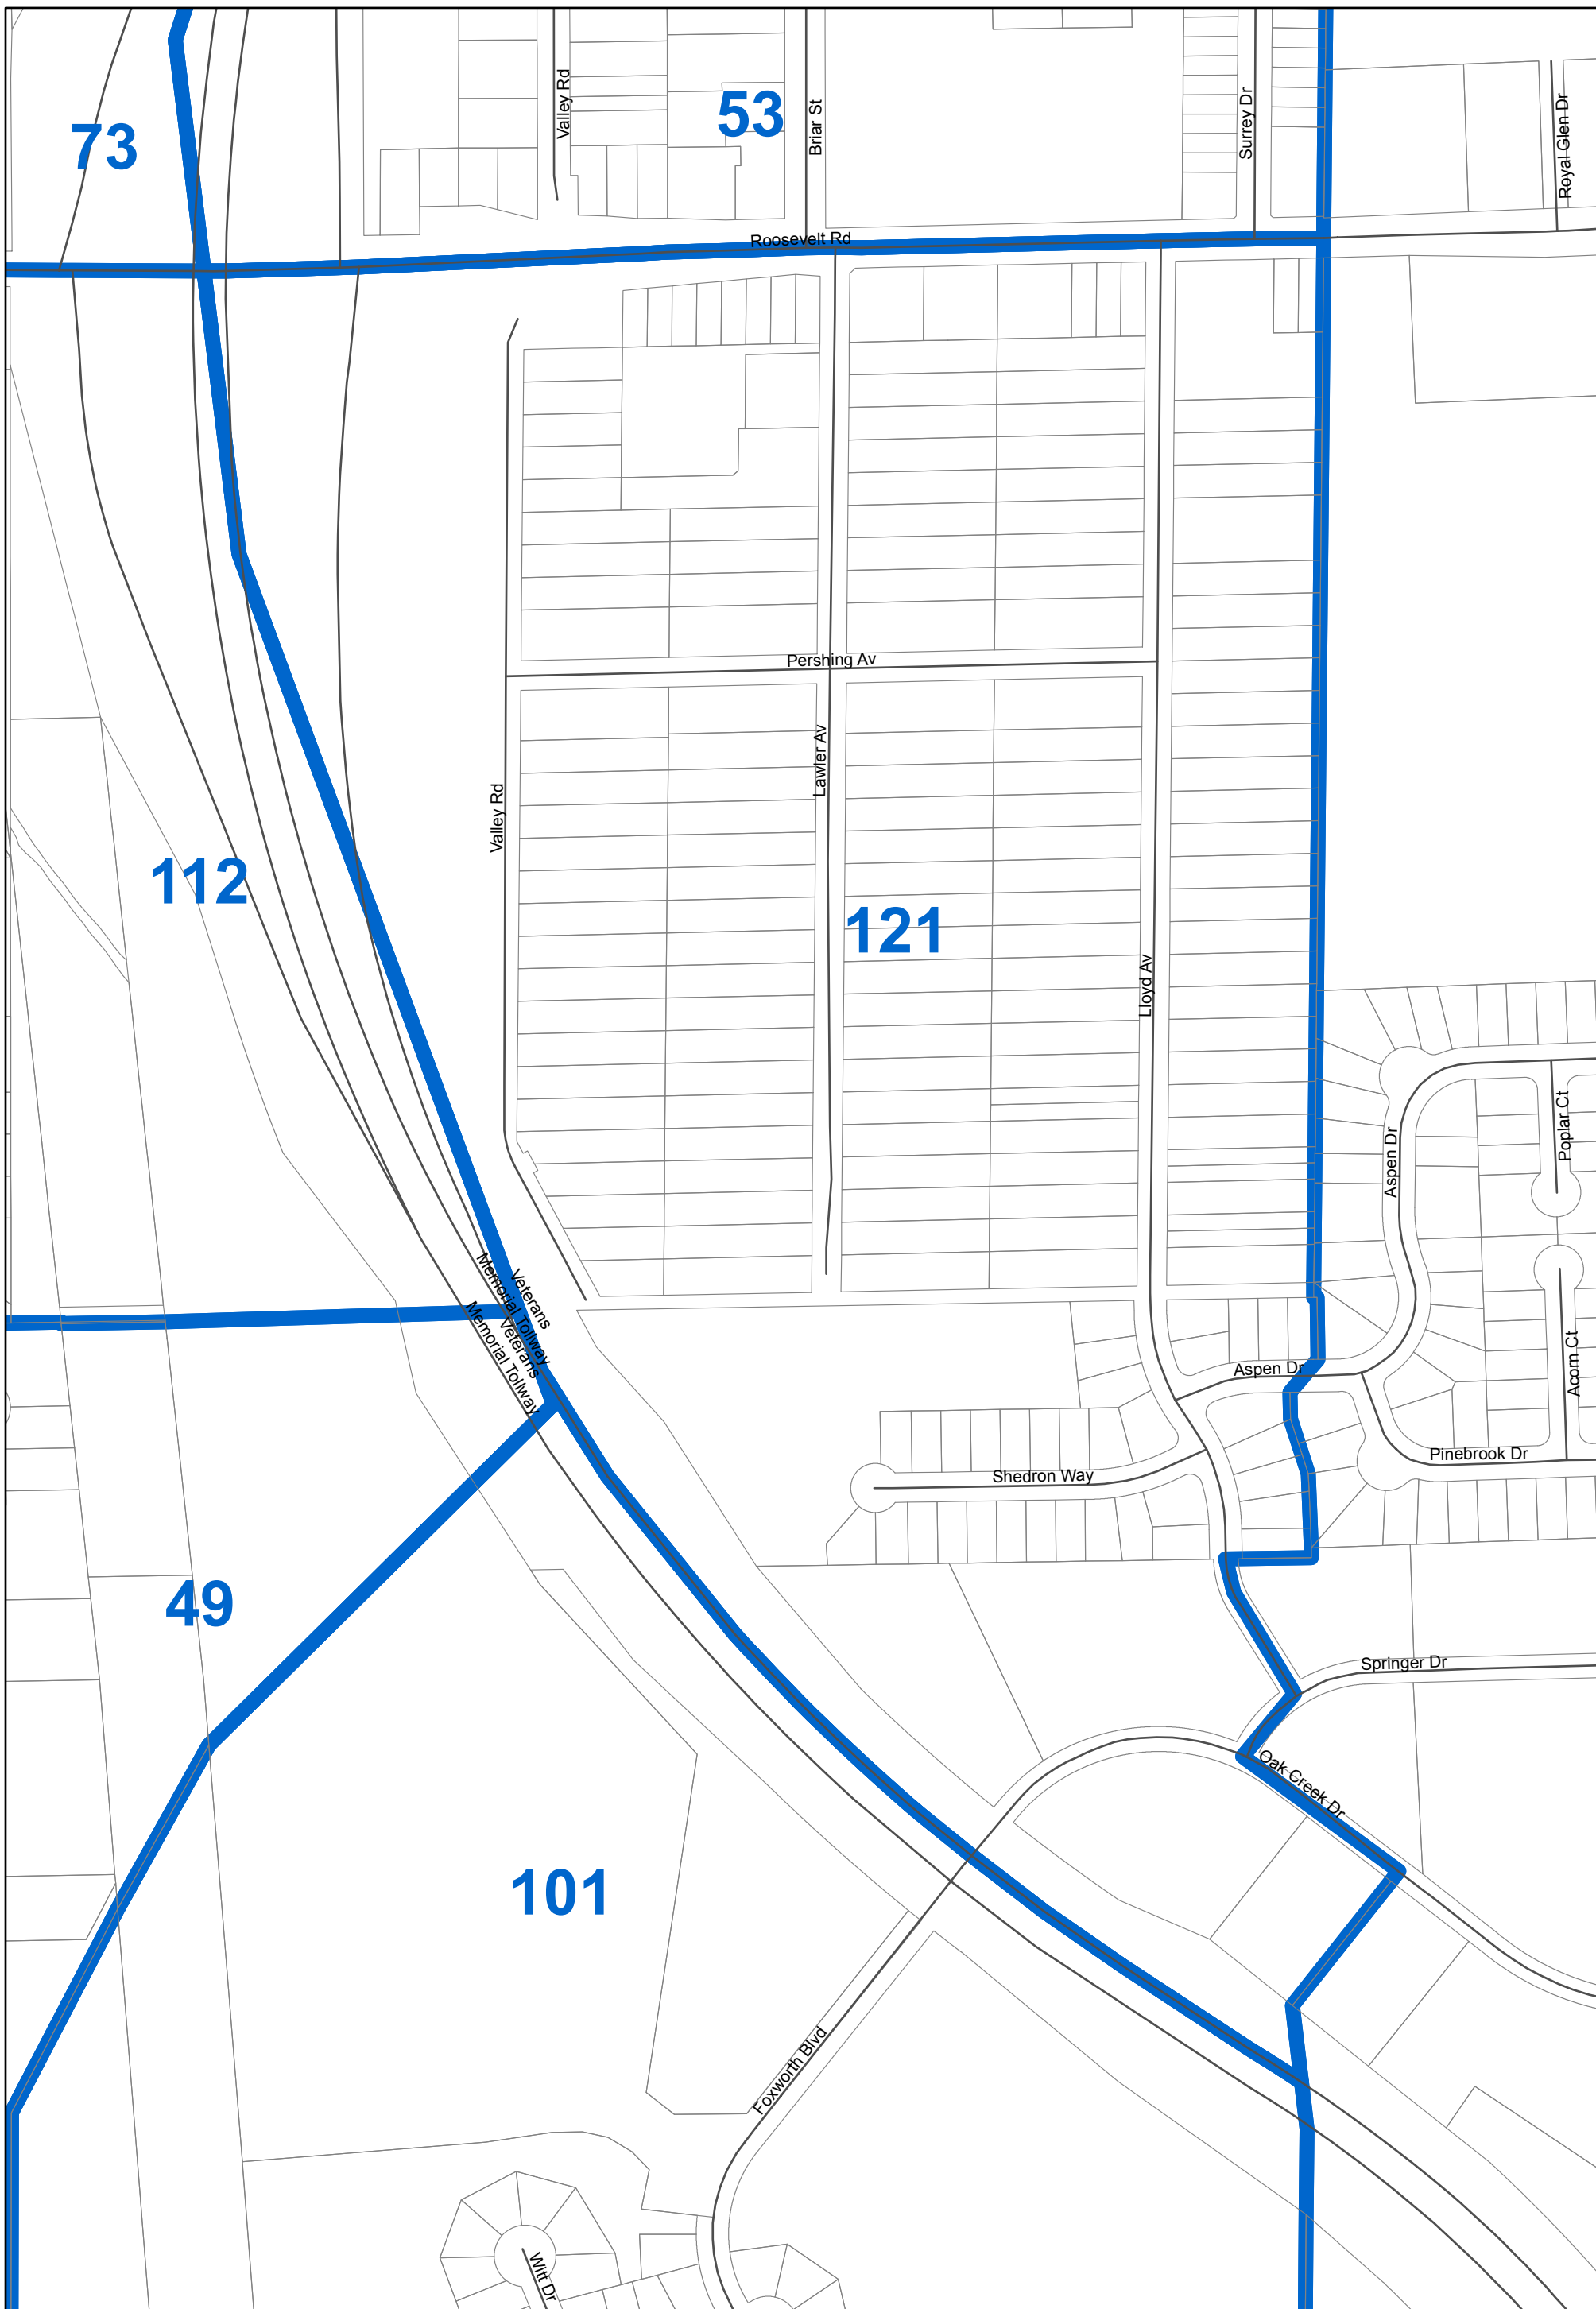 53
73
Valley Rd
Briar St
Surrey Dr
Royal Glen Dr
Roosevelt Rd
Pershing Av
Lawler Av
Valley Rd
112
121
Lloyd Av
Poplar Ct
Aspen Dr
Veterans
Memorial Tollway
Veterans
Memorial Tollway
Acorn Ct
Aspen Dr
Pinebrook Dr
Shedron Way
49
Springer Dr
Oak Creek Dr
101
Foxworth Blvd
Witt Dr